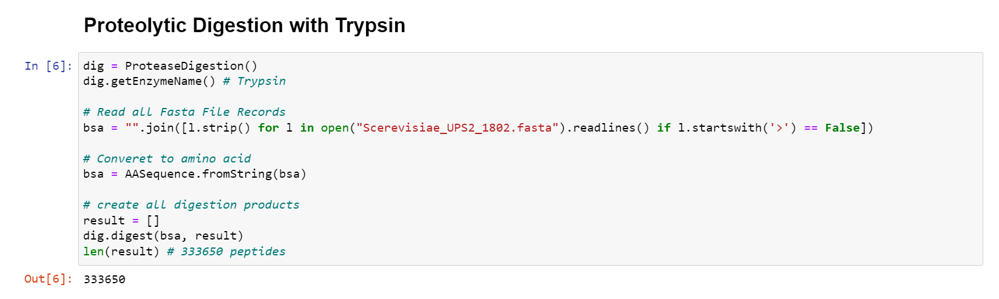 Proteolytic Digestion with Trypsin
In [6]: dig = ProteaseDigestion()
dig.getEnzymeName() # Trypsin
# Read all Fasta File Records
bsa = "".join([l.strip() for l in open("Scerevisiae_UPS2_1802.fasta").readlines() if l.startswith('>') == False])
# Converet to amino acid
bsa = AASequence.fromString(bsa)
# create all digestion products
result = []
dig.digest(bsa, result)
len(result) # 333650 peptides
Out[6]: 333650